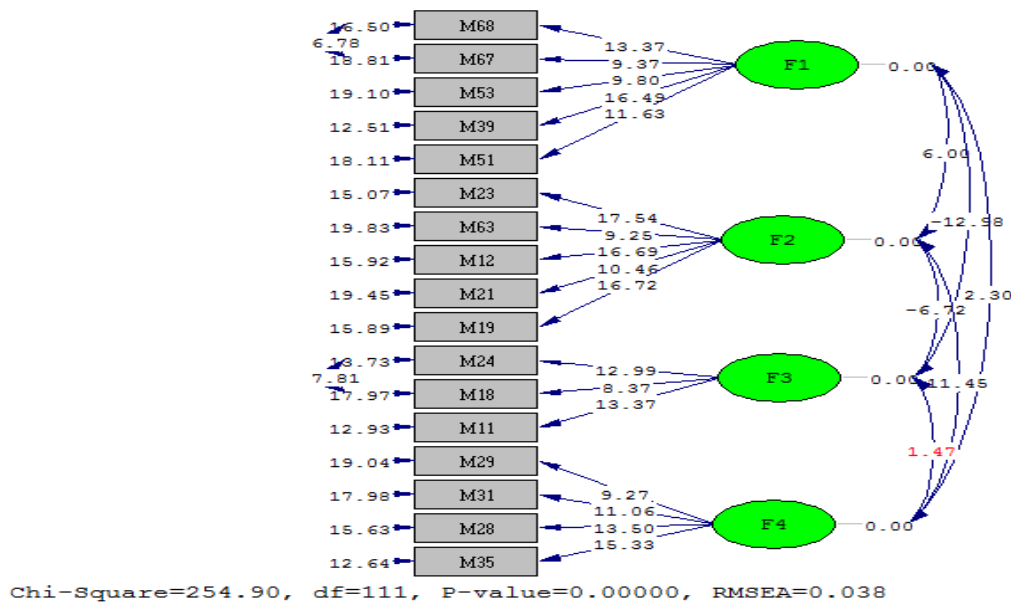 16.50 M68
6.78 13.37
18.81 M67 9.37 F1 0.00
19.10 M53 9.80
12.51 M39 16.49
11.63
18.11 M51 6.00
15.07 M23
17.54 -12.98
19.83 M63 9.25 F2 0.00
15.92 M12 16.69
19.45 M21 10.46 2.30
16.72 -6.72
15.89 M19
13.73 M24 12.99
7.81 F3 0.00 11.45
17.97 M18 8.37
12.93 M11 13.37
19.04 M29 1.47
17.98 M31 9.27
11.06
15.63 M28 13.50 F4 0.00
15.33
12.64 M35
Chi-Square=254.90, df=111, P-value=0.00000, RMSEA=0.038